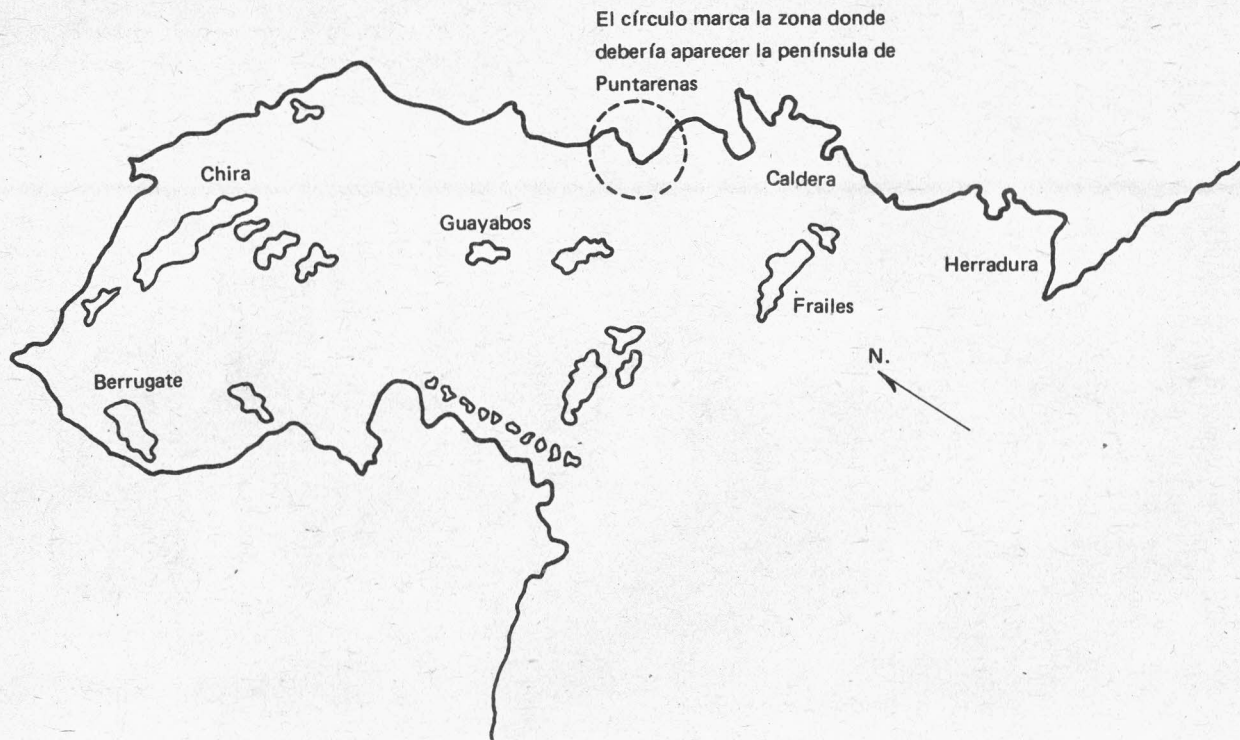 El círculo marca la zona donde
debería aparecer la península de
Puntarenas
Chira
Caldera
Guayabos
Herradura
Frailes
N.
Berrugate